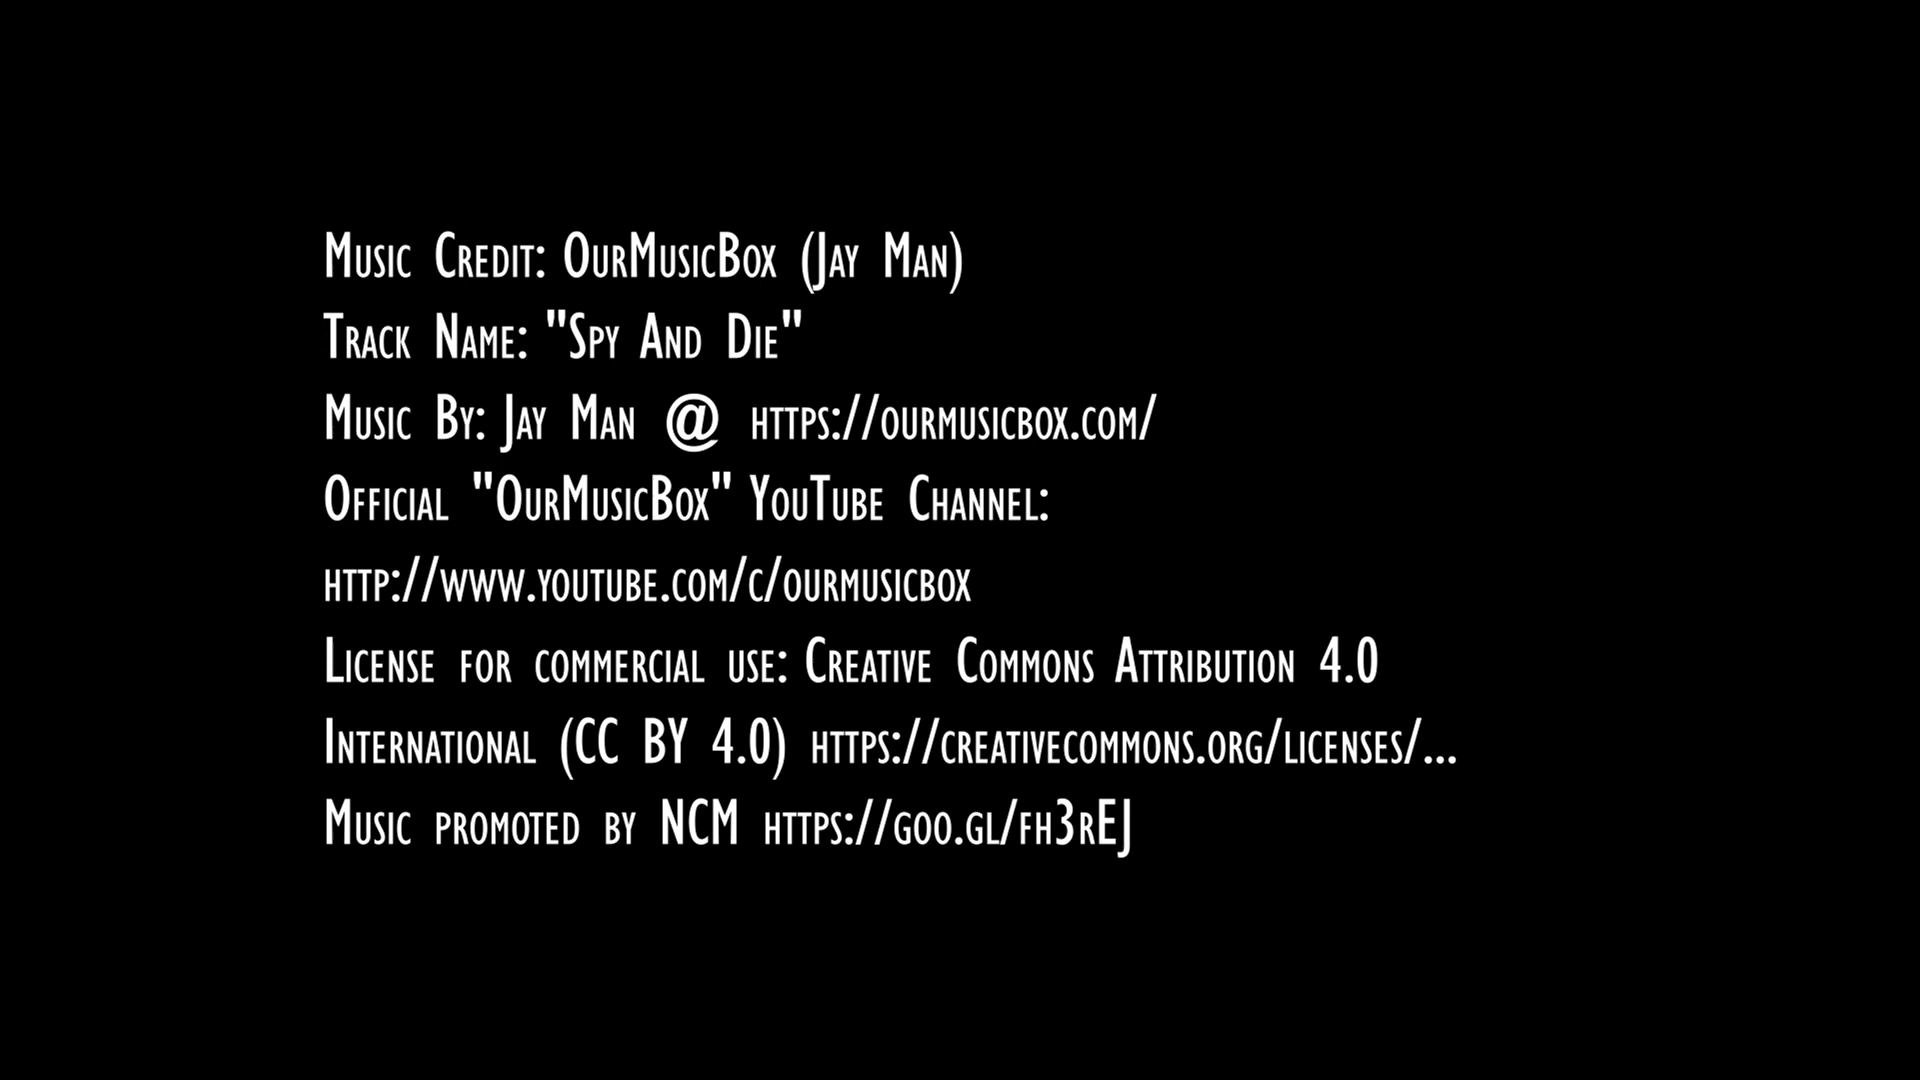 Music Credit: OurMusicBox (Jay Man)
Track Name: "Spy And Die"
Music By: Jay Man @ https://ourmusicbox.com/
Official "OurMusicBox" YouTube Channel:
http://www.youtube.com/c/ourmusicbox
License for commercial use: Creative Commons Attribution 4.0
International (CC BY 4.0) https://creativecommons.org/licenses/...
Music promoted by NCM https://goo.gl/fh3rEJ